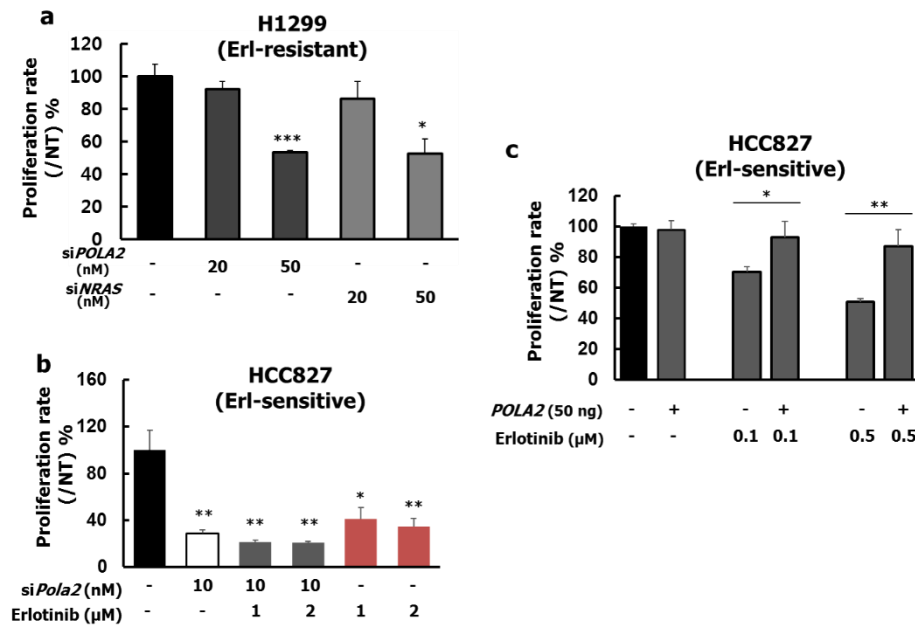 a
H1299
(Erl-resistant)
Proliferation rate
(/NT) %
120
100
80
60
40
20
0
***
*
siPOLA2
(nM)
- 20 50 - -
siNRAS
(nM)
- - - 20 50
b
HCC827
(Erl-sensitive)
Proliferation rate
(/NT) %
160
120
80
40
0
**
**
**
*
**
siPola2 (nM) - 10 10 10 - -
Erlotinib (μM) - - 1 2 1 2
c
HCC827
(Erl-sensitive)
Proliferation rate
(/NT) %
120
100
80
60
40
20
0
*
**
POLA2 (50 ng) - + - + - +
Erlotinib (μM) - - 0.1 0.1 0.5 0.5